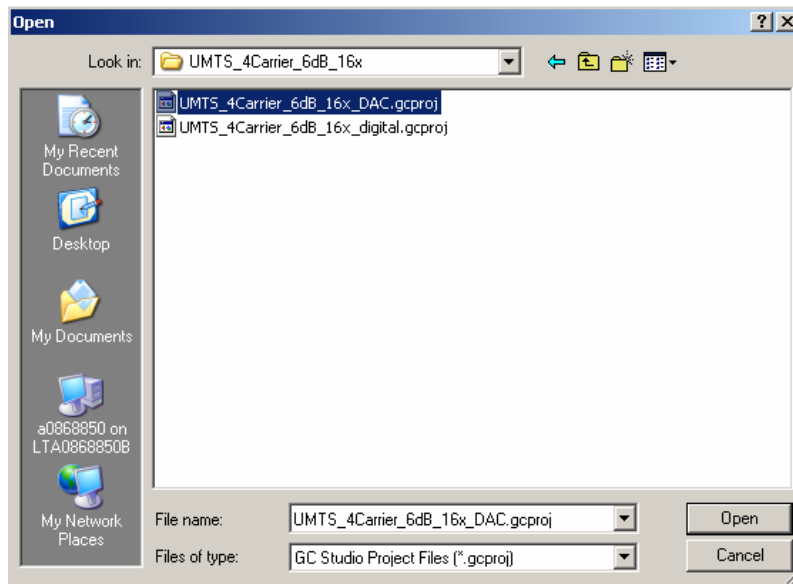 Open
Look in:
UMTS_4Carrier_6dB_16x
UMTS_4Carrier_6dB_16x_DAC.gcproj
UMTS_4Carrier_6dB_16x_digital.gcproj
My Recent
Documents
Desktop
My Documents
a0868850 on
LTA0868850B
My Network
Places
File name:
UMTS_4Carrier_6dB_16x_DAC.gcproj
Open
Files of type:
GC Studio Project Files (*.gcproj)
Cancel